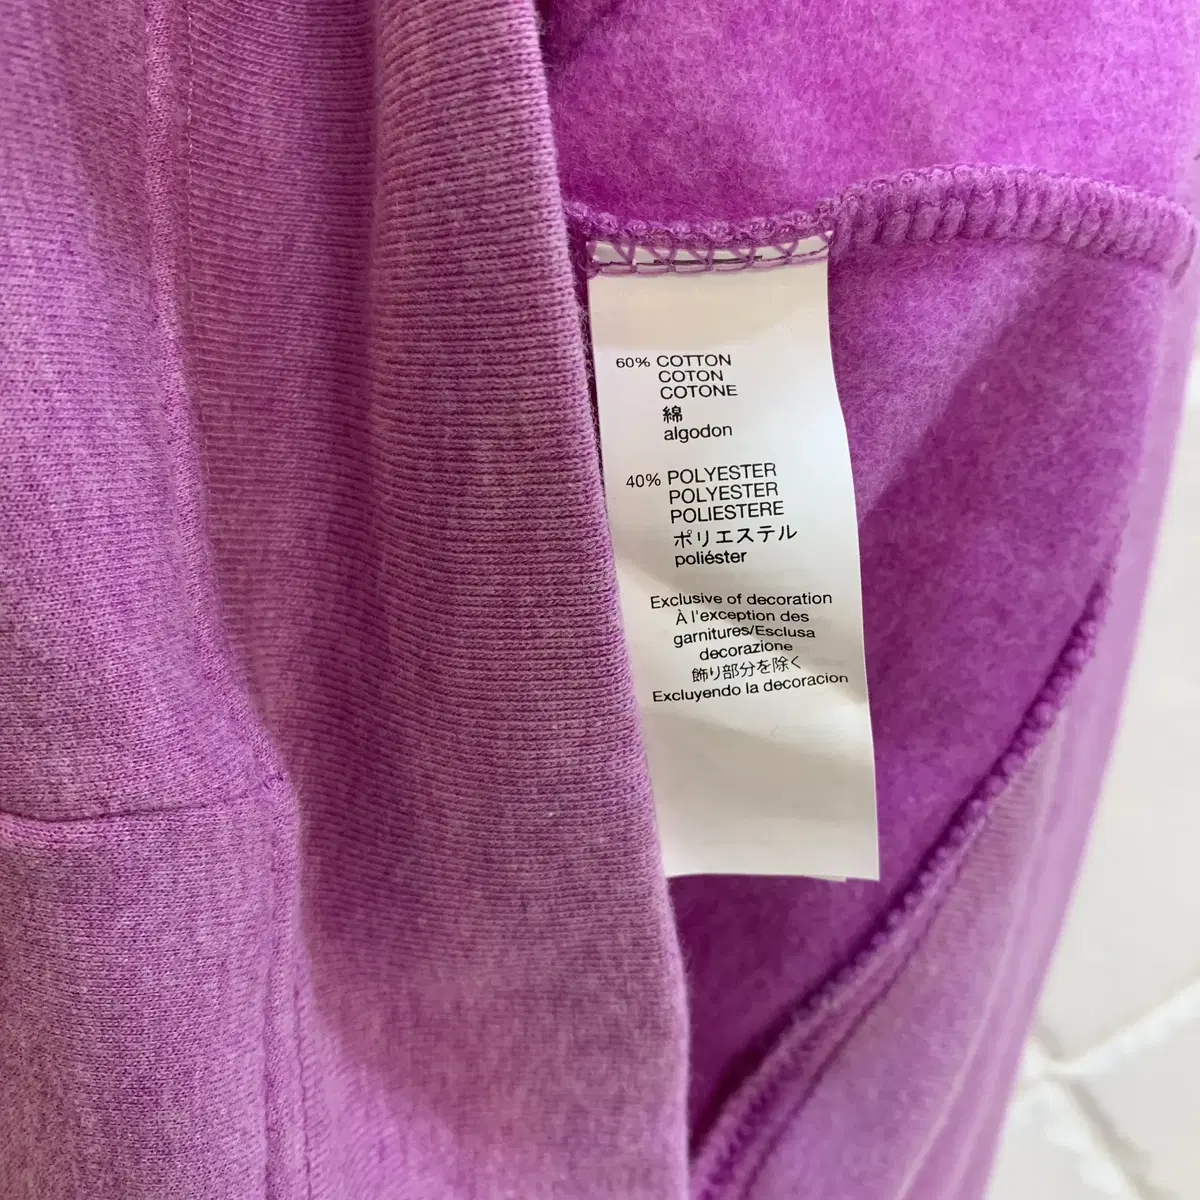 60% COTTON
COTON
COTONE
綿
algodon
40% POLYESTER
POLYESTER
POLIESTERE
ポリエステル
poliéster
Exclusive of decoration
À l'exception des
garnitures/Esclusa
decorazione
飾り部分を除く
Excluyendo la decoracion